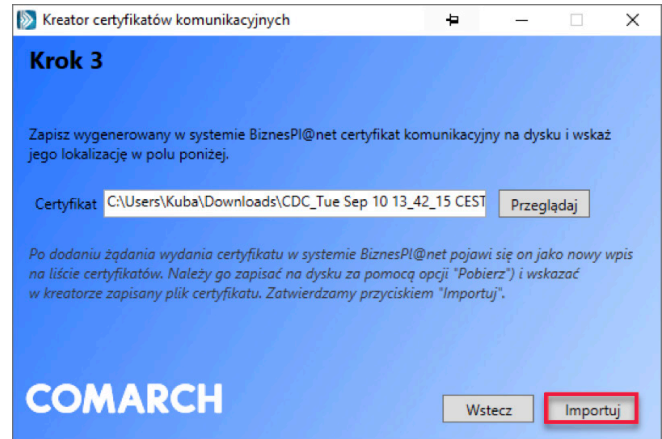 Kreator certyfikatów komunikacyjnych
Krok 3
Zapisz wygenerowany w systemie BiznesPl@net certyfikat komunikacyjny na dysku i wskaż
jego lokalizację w polu poniżej.
Certyfikat C:\Users\Kuba\Downloads\CDC_Tue Sep 10 13_42_15 CEST Przeglądaj
Po dodaniu żądania wydania certyfikatu w systemie BiznesPl@net pojawi się on jako nowy wpis
na liście certyfikatów. Należy go zapisać na dysku za pomocą opcji "Pobierz") i wskazać
w kreatorze zapisany plik certyfikatu. Zatwierdzamy przyciskiem "Importuj".
COMARCH
Wstecz Importuj